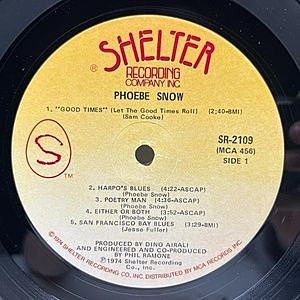 SHELTER
® RECORDING
COMPANY INC
PHOEBE SNOW
1. "GOOD TIMES" (Let The Good Times Roll) (2:40-BMI)
(Sam Cooke)
S
SR-2109
(MCA 456)
SIDE 1
2. HARPO'S BLUES (4:22-ASCAP)
(Phoebe Snow)
3. POETRY MAN (4:36-ASCAP)
(Phoebe Snow)
4. EITHER OR BOTH (3:52-ASCAP)
(Phoebe Snow)
5. SAN FRANCISCO BAY BLUES (3:29-BMI)
(Jesse Fuller)
PRODUCED BY DINO AIRALI
AND ENGINEERED AND CO-PRODUCED
BY PHIL RAMONE
℗ 1974 Shelter Recording
Co., Inc.
©1974 SHELTER RECORDING CO., INC. DISTRIBUTED BY MCA RECORDS INC.